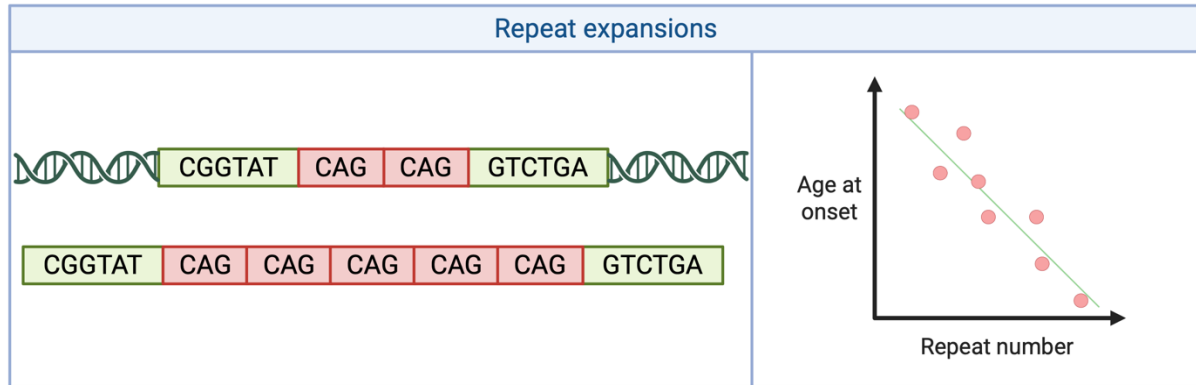 Repeat expansions
CGGTAT CAG CAG GTCTGA
CGGTAT CAG CAG CAG CAG CAG GTCTGA
Age at
onset
Repeat number